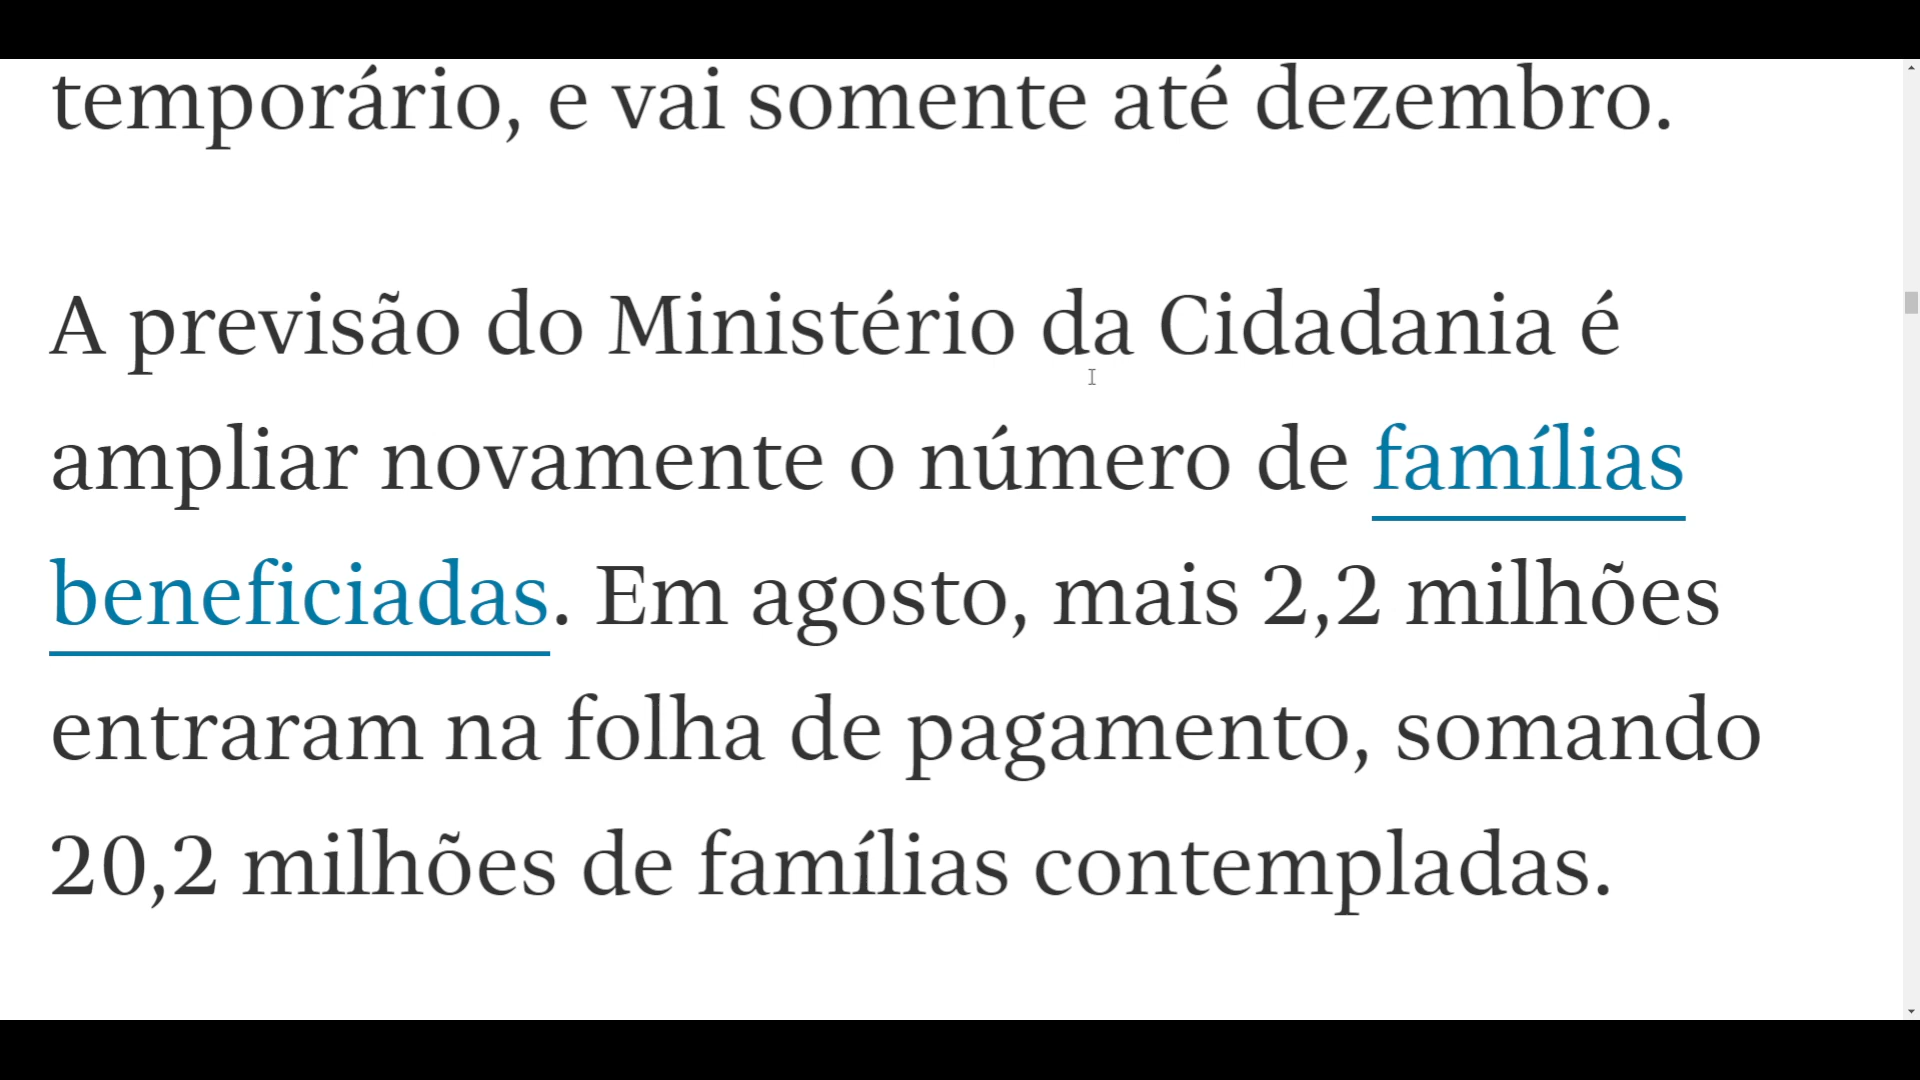 temporário, e vai somente até dezembro.
A previsão do Ministério da Cidadania é
ampliar novamente o número de famílias
beneficiadas. Em agosto, mais 2,2 milhões
entraram na folha de pagamento, somando
20,2 milhões de famílias contempladas.